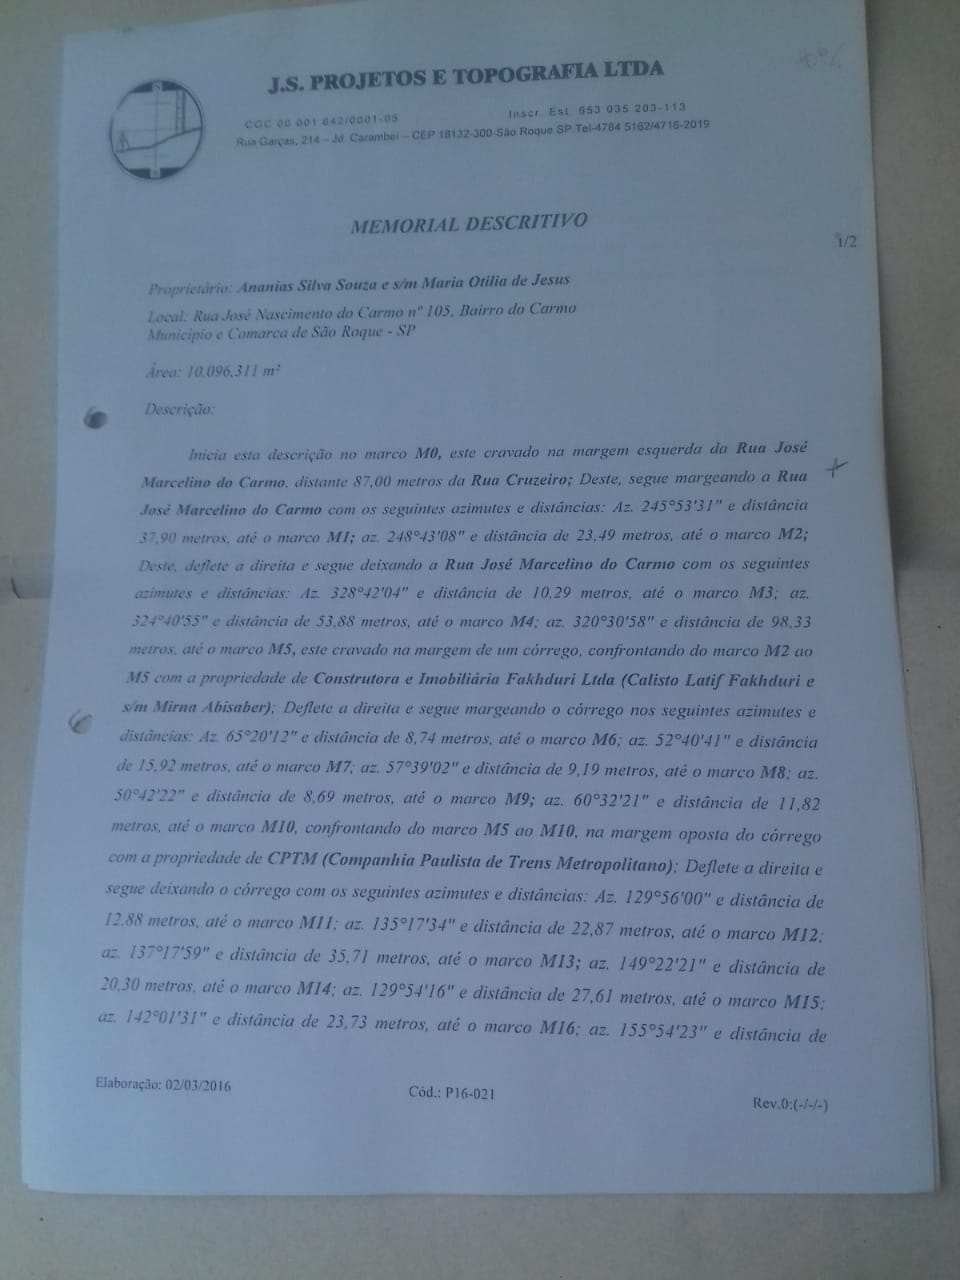 J.S. PROJETOS E TOPOGRAFIA LTDA
CGC 00 001 642/0001-05 Inscr. Est. 653 035 203-113
Rua Garças, 214 – Jd. Carambeí – CEP 18132-300-São Roque SP Tel-4784 5162/4716-2019
MEMORIAL DESCRITIVO
1/2
Proprietário: Ananias Silva Souza e s/m Maria Otilia de Jesus
Local: Rua José Nascimento do Carmo nº 105, Bairro do Carmo
Município e Comarca de São Roque - SP
Área: 10.096,311 m²
Descrição:
Inicia esta descrição no marco M0, este cravado na margem esquerda da Rua José
Marcelino do Carmo, distante 87,00 metros da Rua Cruzeiro; Deste, segue margeando a Rua
José Marcelino do Carmo com os seguintes azimutes e distâncias: Az. 245°53'31" e distância
37,90 metros, até o marco M1; az. 248°43'08" e distância de 23,49 metros, até o marco M2;
Deste, deflete a direita e segue deixando a Rua José Marcelino do Carmo com os seguintes
azimutes e distâncias: Az. 328°42'04" e distância de 10,29 metros, até o marco M3; az.
324°40'55" e distância de 53,88 metros, até o marco M4; az. 320°30'58" e distância de 98,33
metros, até o marco M5, este cravado na margem de um córrego, confrontando do marco M2 ao
M5 com a propriedade de Construtora e Imobiliária Fakhduri Ltda (Calisto Latif Fakhduri e
s/m Mirna Abisaber); Deflete a direita e segue margeando o córrego nos seguintes azimutes e
distâncias: Az. 65°20'12" e distância de 8,74 metros, até o marco M6; az. 52°40'41" e distância
de 15,92 metros, até o marco M7; az. 57°39'02" e distância de 9,19 metros, até o marco M8; az.
50°42'22" e distância de 8,69 metros, até o marco M9; az. 60°32'21" e distância de 11,82
metros, até o marco M10, confrontando do marco M5 ao M10, na margem oposta do córrego
com a propriedade de CPTM (Companhia Paulista de Trens Metropolitano); Deflete a direita e
segue deixando o córrego com os seguintes azimutes e distâncias: Az. 129°56'00" e distância de
12,88 metros, até o marco M11; az. 135°17'34" e distância de 22,87 metros, até o marco M12;
az. 137°17'59" e distância de 35,71 metros, até o marco M13; az. 149°22'21" e distância de
20,30 metros, até o marco M14; az. 129°54'16" e distância de 27,61 metros, até o marco M15;
az. 142°01'31" e distância de 23,73 metros, até o marco M16; az. 155°54'23" e distância de
Elaboração: 02/03/2016 Cód.: P16-021 Rev.0:(-/-/-)